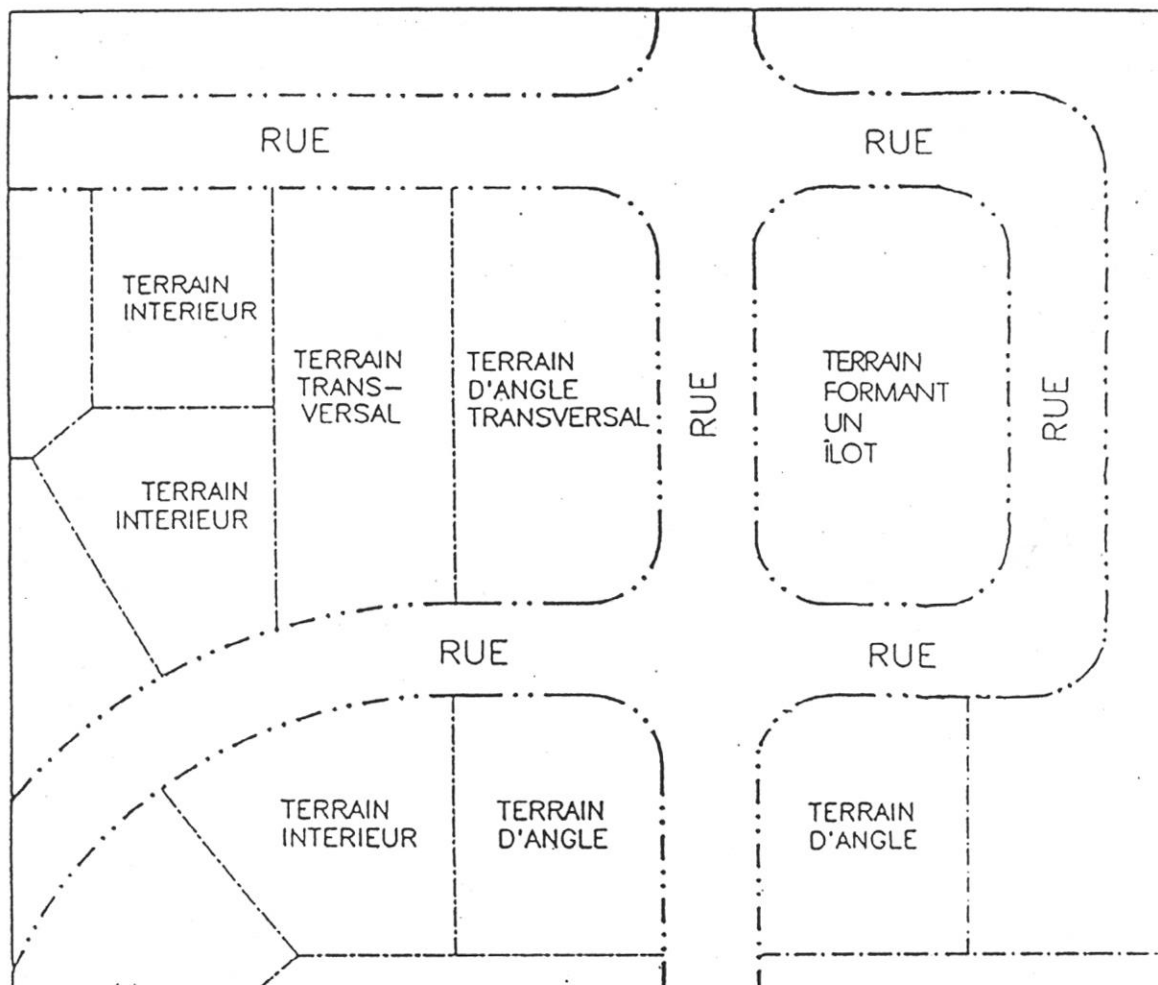 RUE
RUE
TERRAIN
INTERIEUR
TERRAIN
TRANS-
VERSAL
TERRAIN
D'ANGLE
TRANSVERSAL
RUE
TERRAIN
FORMANT
UN
ÎLOT
RUE
TERRAIN
INTERIEUR
RUE
RUE
TERRAIN
INTERIEUR
TERRAIN
D'ANGLE
TERRAIN
D'ANGLE